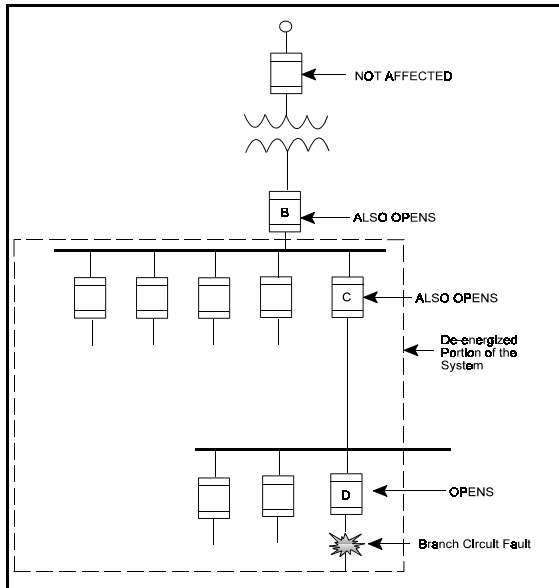 NOT AFFECTED
B
ALSO OPENS
C
ALSO OPENS
De-energized
Portion of the
System
D
OPENS
Branch Circuit Fault